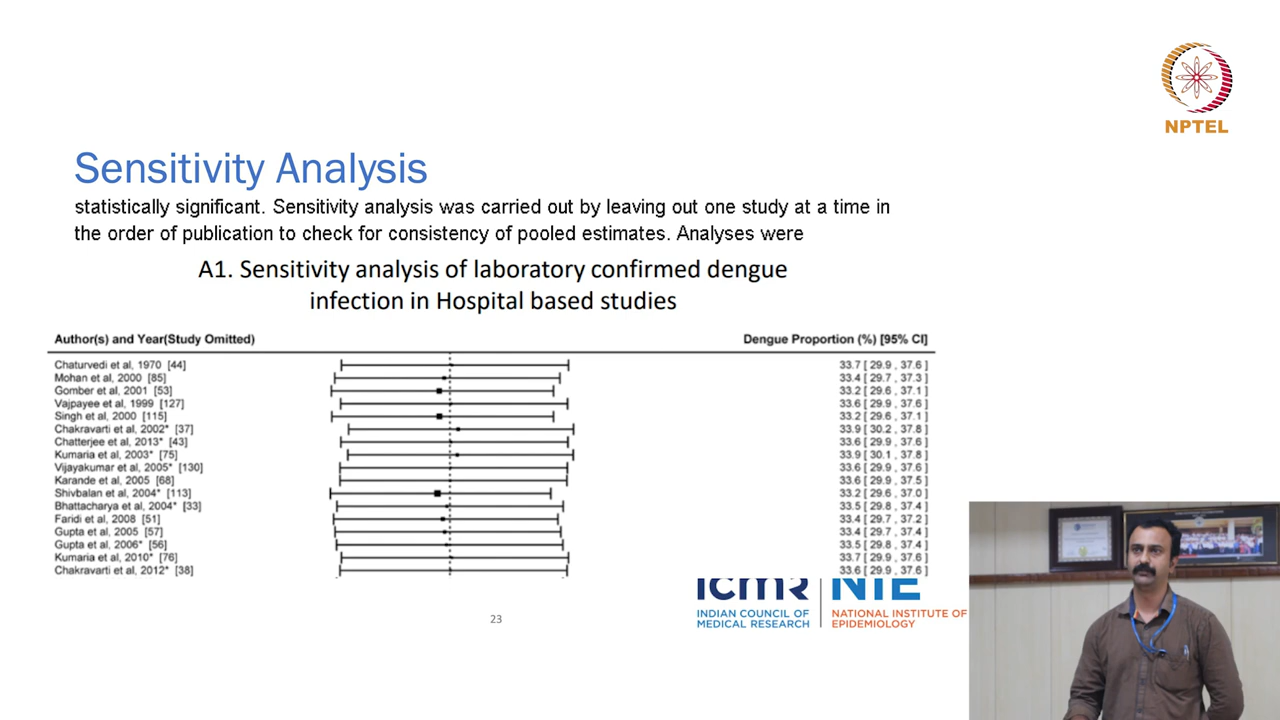 NPTEL
Sensitivity Analysis
statistically significant. Sensitivity analysis was carried out by leaving out one study at a time in
the order of publication to check for consistency of pooled estimates. Analyses were
A1. Sensitivity analysis of laboratory confirmed dengue
infection in Hospital based studies
Author(s) and Year(Study Omitted) Dengue Proportion (%) [95% CI]
Chaturvedi et al, 1970 [44] 33.7 [ 29.9 , 37.6 ]
Mohan et al, 2000 [85] 33.4 [ 29.7 , 37.3 ]
Gomber et al, 2001 [53] 33.2 [ 29.6 , 37.1 ]
Vajpayee et al, 1999 [127] 33.6 [ 29.9 , 37.6 ]
Singh et al, 2000 [115] 33.2 [ 29.6 , 37.1 ]
Chakravarti et al, 2002* [37] 33.9 [ 30.2 , 37.8 ]
Chatterjee et al, 2013* [43] 33.6 [ 29.9 , 37.6 ]
Kumaria et al, 2003* [75] 33.9 [ 30.1 , 37.8 ]
Vijayakumar et al, 2005* [130] 33.6 [ 29.9 , 37.6 ]
Karande et al, 2005 [68] 33.6 [ 29.9 , 37.5 ]
Shivbalan et al, 2004* [113] 33.2 [ 29.6 , 37.0 ]
Bhattacharya et al, 2004* [33] 33.5 [ 29.8 , 37.4 ]
Faridi et al, 2008 [51] 33.4 [ 29.7 , 37.2 ]
Gupta et al, 2005 [57] 33.4 [ 29.7 , 37.4 ]
Gupta et al, 2006* [56] 33.5 [ 29.8 , 37.4 ]
Kumaria et al, 2010* [76] 33.7 [ 29.9 , 37.6 ]
Chakravarti et al, 2012* [38] 33.6 [ 29.9 , 37.6 ]
icmr NIE
INDIAN COUNCIL OF NATIONAL INSTITUTE OF
MEDICAL RESEARCH EPIDEMIOLOGY
23